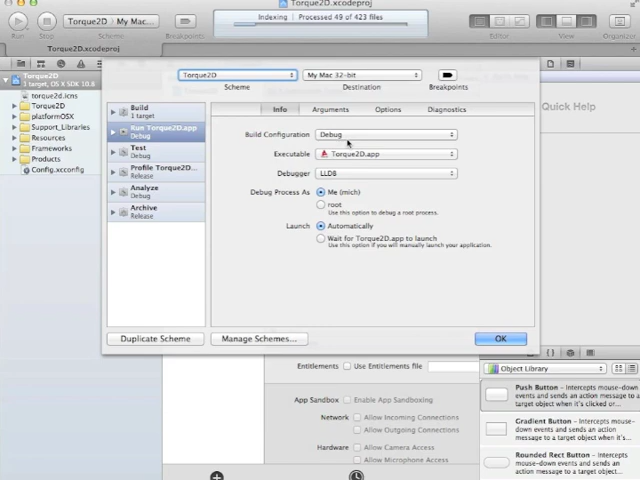 Torque2D.xcodeproj
Indexing | Processed 49 of 423 files
Torque2D > My Mac...
Run
Stop
Scheme
Breakpoints
Editor
View
Organizer
Torque2D.xcodeproj
Torque2D
1 target, OS X SDK 10.8
torque2d.icns
Torque2D
platformOSX
Support_Libraries
Resources
Frameworks
Products
Config.xcconfig
Torque2D
My Mac 32-bit
Scheme
Destination
Breakpoints
Build
1 target
Run Torque2D.app
Debug
Test
Debug
Profile Torque2D...
Release
Analyze
Debug
Archive
Release
Info
Arguments
Options
Diagnostics
Build Configuration
Debug
Executable
Torque2D.app
Debugger
LLDB
Debug Process As
Me (mich)
root
Use this option to debug a root process.
Launch
Automatically
Wait for Torque2D.app to launch
Use this option if you will manually launch your application.
Duplicate Scheme
Manage Schemes...
OK
Quick Help
Entitlements
Use Entitlements file
App Sandbox
Enable App Sandboxing
Network
Allow Incoming Connections
Allow Outgoing Connections
Hardware
Allow Camera Access
Allow Microphone Access
Object Library
Push Button - Intercepts mouse-down
events and sends an action message to a
target object when it's clicked or...
Gradient Button - Intercepts mouse-
down events and sends an action
message to a target object when it's...
Rounded Rect Button - Intercepts
mouse-down events and sends an